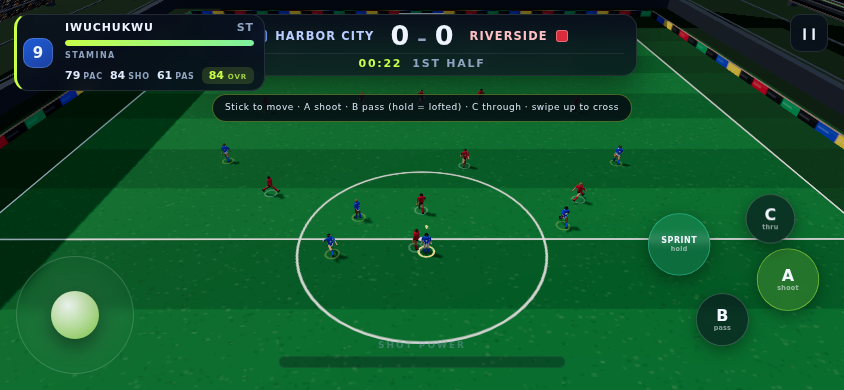 IWUCHUKWU ST
9
STAMINA
79 PAC 84 SHO 61 PAS 84 OVR
HARBOR CITY 0 - 0 RIVERSIDE
00:22 1ST HALF
Stick to move · A shoot · B pass (hold = lofted) · C through · swipe up to cross
C
thru
SPRINT
hold
A
shoot
B
pass
SHOT POWER